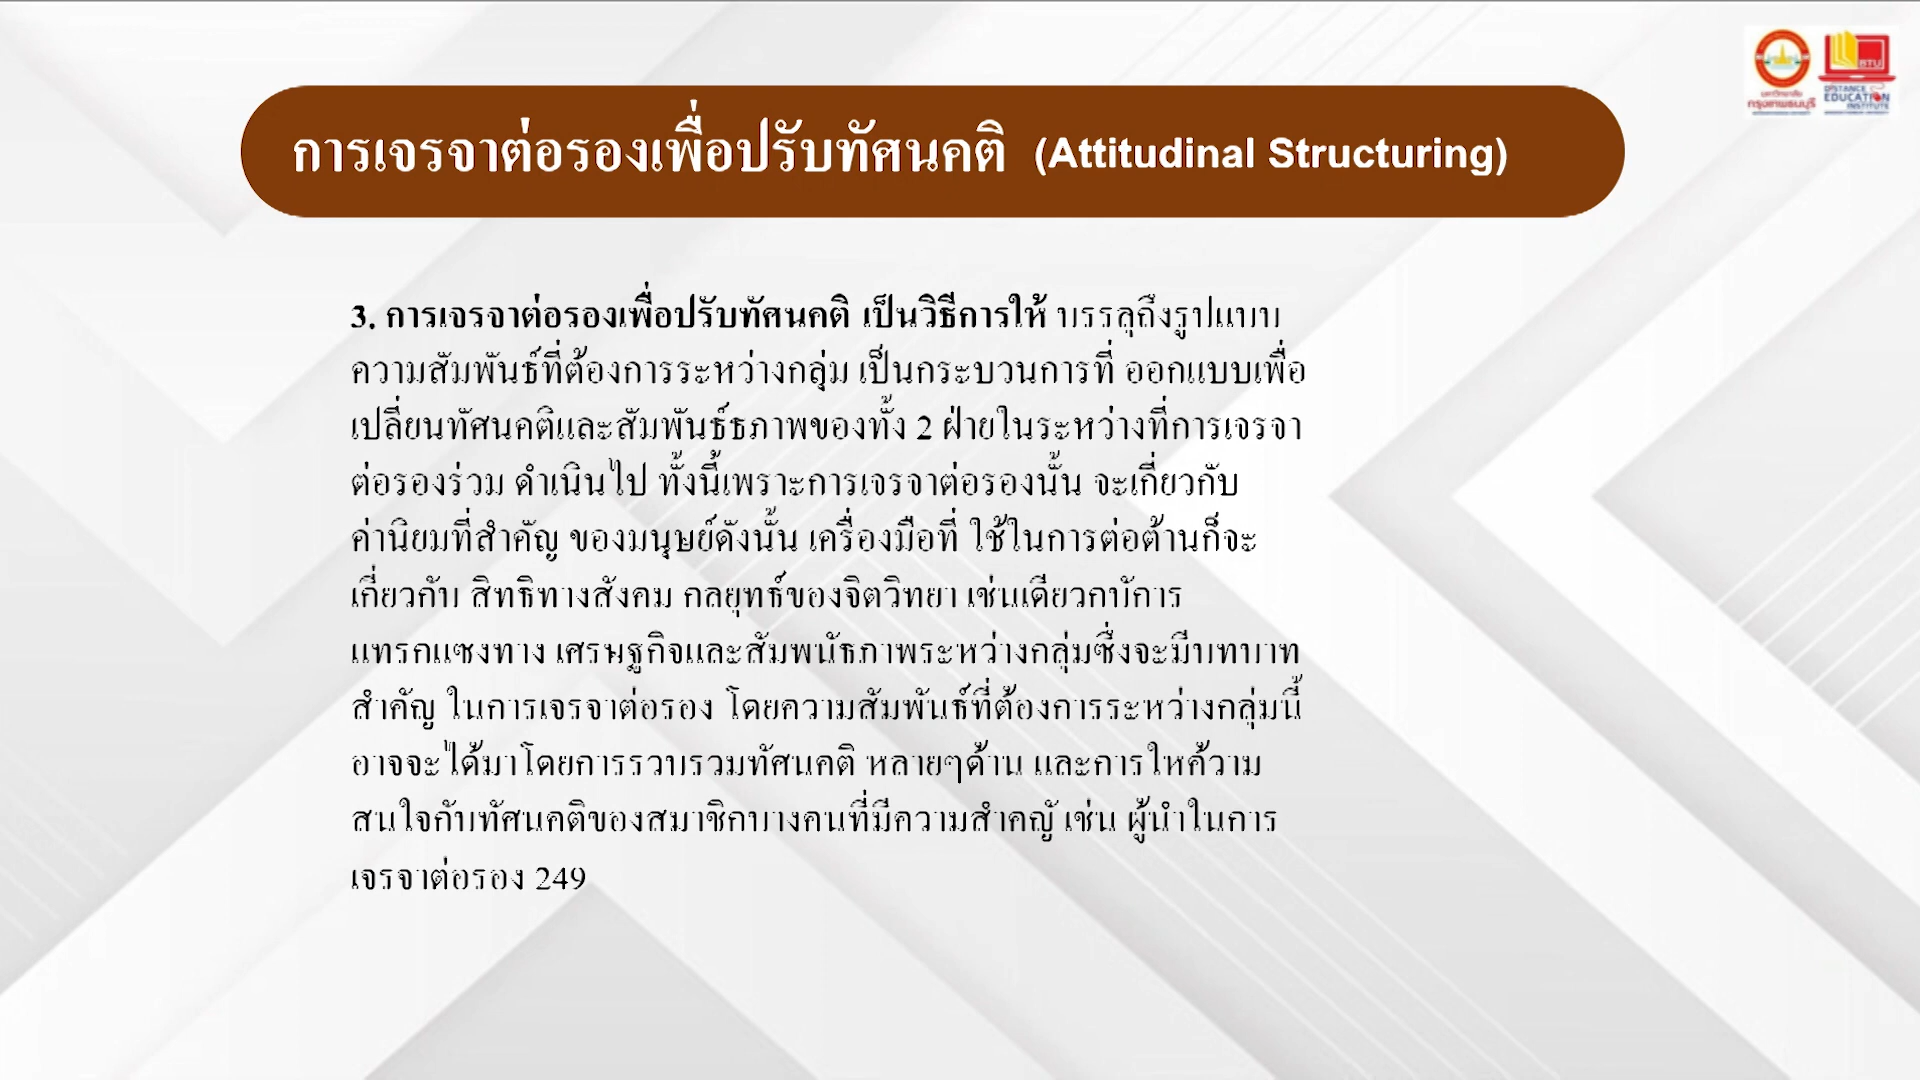 การเจรจาต่อรองเพื่อปรับทัศนคติ (Attitudinal Structuring)
มหาวิทยาลัย
กรุงเทพธนบุรี
BTU
DISTANCE
EDUCATION
INSTITUTE
3. การเจรจาต่อรองเพื่อปรับทัศนคติ เป็นวิธีการให้ บรรลุถึงรูปแบบ
ความสัมพันธ์ที่ต้องการระหว่างกลุ่ม เป็นกระบวนการที่ ออกแบบเพื่อ
เปลี่ยนทัศนคติและสัมพันธ์ธภาพของทั้ง 2 ฝ่ายในระหว่างที่การเจรจา
ต่อรองร่วม ดำเนินไป ทั้งนี้เพราะการเจรจาต่อรองนั้น จะเกี่ยวกับ
ค่านิยมที่สำคัญ ของมนุษย์ดังนั้น เครื่องมือที่ ใช้ในการต่อต้านก็จะ
เกี่ยวกับ สิทธิทางสังคม กลยุทธ์ของจิตวิทยา เช่นเดียวกบัการ
แทรกแซงทาง เศรษฐกิจและสัมพนัธภาพระหว่างกลุ่มซึ่งจะมีบทบาท
สำคัญ ในการเจรจาต่อรอง โดยความสัมพันธ์ที่ต้องการระหว่างกลุ่มนี้
อาจจะได้มาโดยการรวบรวมทัศนคติ หลายๆด้าน และการใหค้วาม
สนใจกับทัศนคติของสมาชิกบางคนที่มีความสำคญั เช่น ผู้นำในการ
เจรจาต่อรอง 249